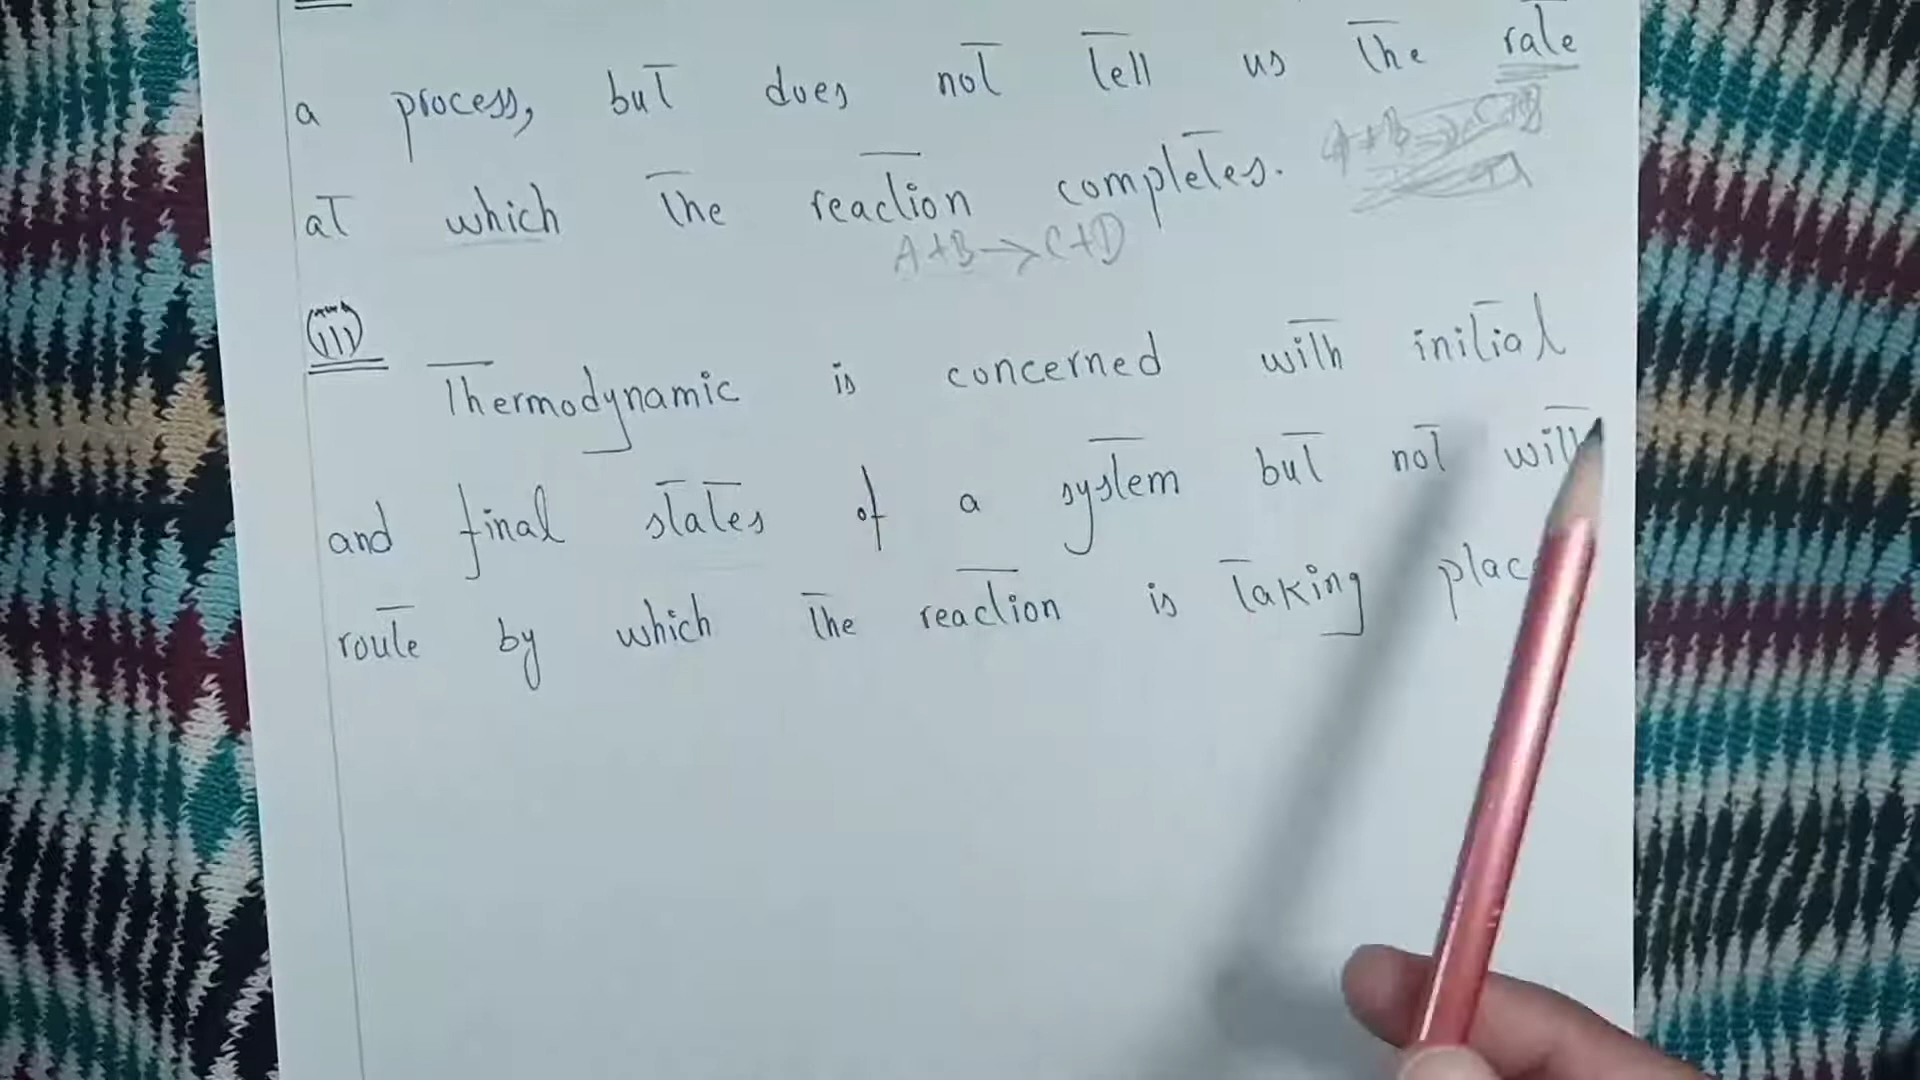 a process, but does not tell us the rate
at which the reaction completes.
A+B→C+D
(iii)
Thermodynamic is concerned with initial
and final states of a system but not with
route by which the reaction is taking